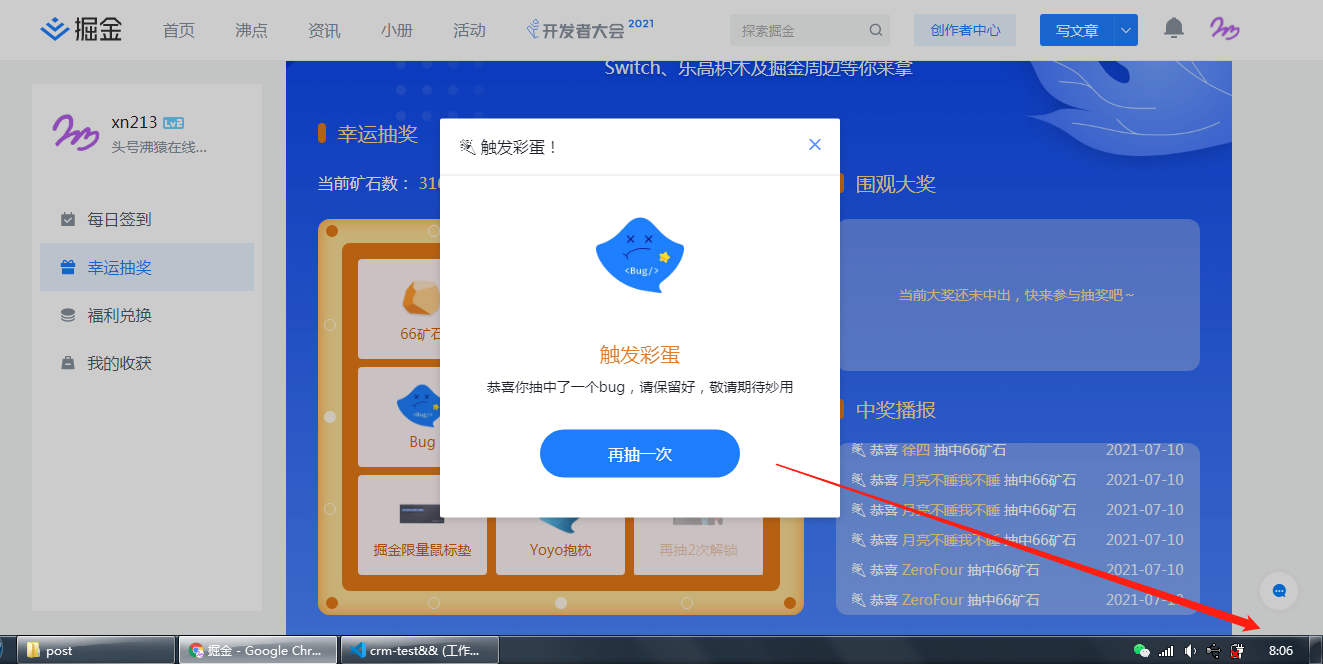 掘金
首页
沸点
资讯
小册
活动
开发者大会 2021
探索掘金
创作者中心
写文章
Switch、乐高积木及掘金周边等你来拿
xn213 Lv2
头号沸猿在线...
每日签到
幸运抽奖
福利兑换
我的收获
幸运抽奖
当前矿石数：
66矿石
<Bug/>
Bug
掘金限量鼠标垫
Yoyo抱枕
再抽2次解锁
触发彩蛋！
<Bug/>
触发彩蛋
恭喜你抽中了一个bug，请保留好，敬请期待妙用
再抽一次
围观大奖
当前大奖还未中出，快来参与抽奖吧～
中奖播报
恭喜 徐四 抽中66矿石 2021-07-10
恭喜 月亮不睡我不睡 抽中66矿石 2021-07-10
恭喜 月亮不睡我不睡 抽中66矿石 2021-07-10
恭喜 月亮不睡我不睡 抽中66矿石 2021-07-10
恭喜 ZeroFour 抽中66矿石 2021-07-10
恭喜 ZeroFour 抽中66矿石 2021-07-10
post
掘金 - Google Chr...
crm-test&& (工作...
8:06